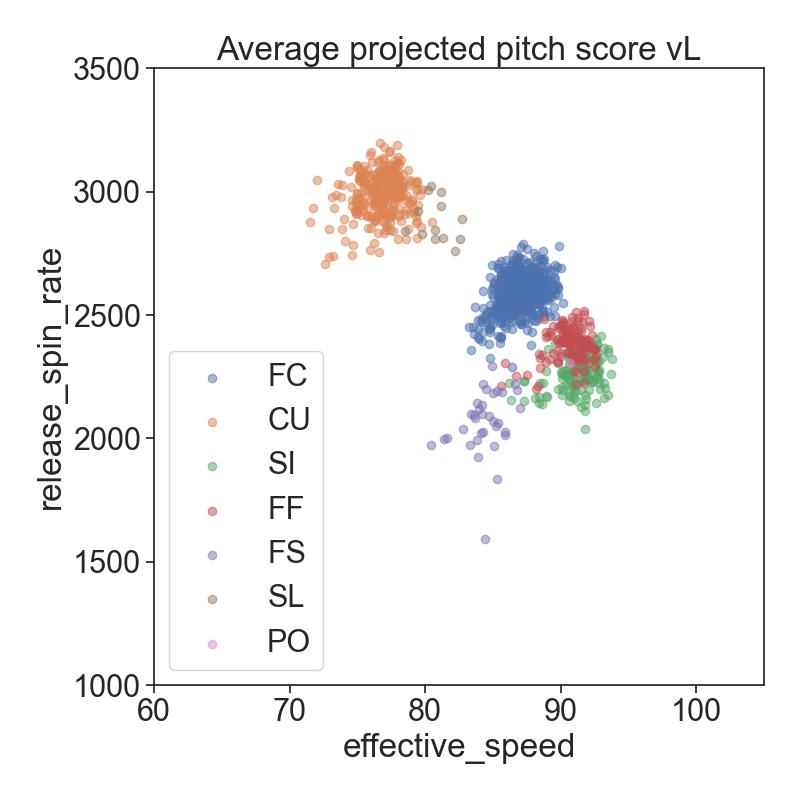 Average projected pitch score vL
3500
3000
2500
2000
1500
1000
release_spin_rate
FC
CU
SI
FF
FS
SL
PO
60
70
80
90
100
effective_speed